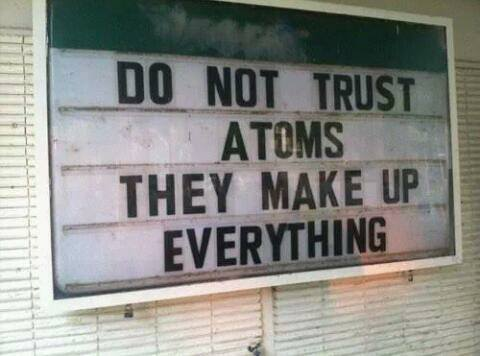 DO NOT TRUST
ATOMS
THEY MAKE UP
EVERYTHING